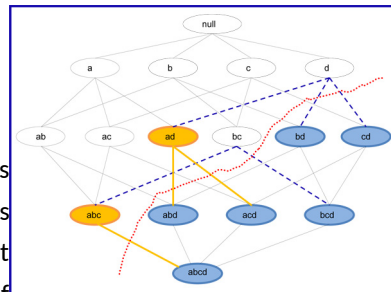 null
a b c d
ab ac ad bc bd cd
s
s
abc abd acd bcd
t
abcd
f